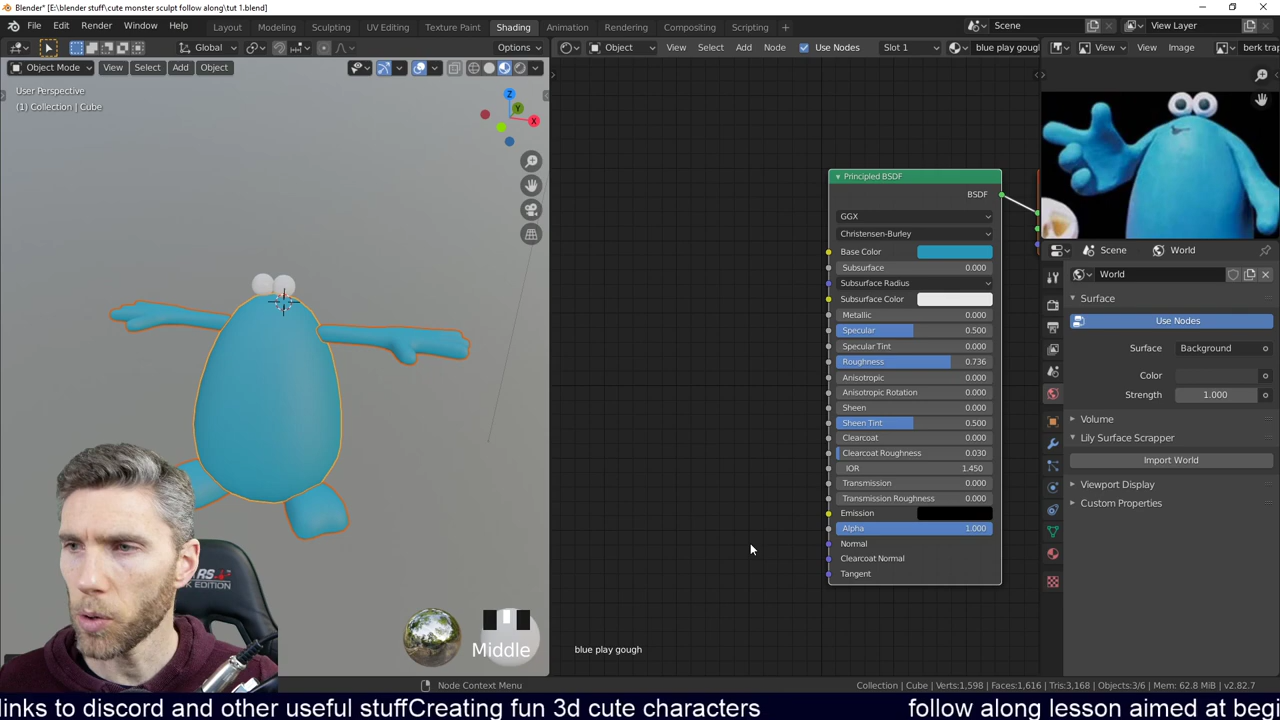 Blender* [E:\blender stuff\cute monster sculpt follow along\tut 1.blend]
File Edit Render Window Help Layout Modeling Sculpting UV Editing Texture Paint Shading Animation Rendering Compositing Scripting + Scene View Layer
Global Options Object View Select Add Node Use Nodes Slot 1 blue play gough View View Image berk trap
Object Mode View Select Add Object
User Perspective
(1) Collection | Cube
Z
Y
X
Principled BSDF
BSDF
GGX
Christensen-Burley
Base Color
Subsurface 0.000
Subsurface Radius
Subsurface Color
Metallic 0.000
Specular 0.500
Specular Tint 0.000
Roughness 0.736
Anisotropic 0.000
Anisotropic Rotation 0.000
Sheen 0.000
Sheen Tint 0.500
Clearcoat 0.000
Clearcoat Roughness 0.030
IOR 1.450
Transmission 0.000
Transmission Roughness 0.000
Emission
Alpha 1.000
Normal
Clearcoat Normal
Tangent
Scene World
World
Surface
Use Nodes
Surface Background
Color
Strength 1.000
Volume
Lily Surface Scrapper
Import World
Viewport Display
Custom Properties
Middle
blue play gough
Node Context Menu
Collection | Cube | Verts:1,598 | Faces:1,616 | Tris:3,168 | Objects:3/6 | Mem: 62.8 MiB | v2.82.7
links to discord and other useful stuffCreating fun 3d cute characters follow along lesson aimed at begi